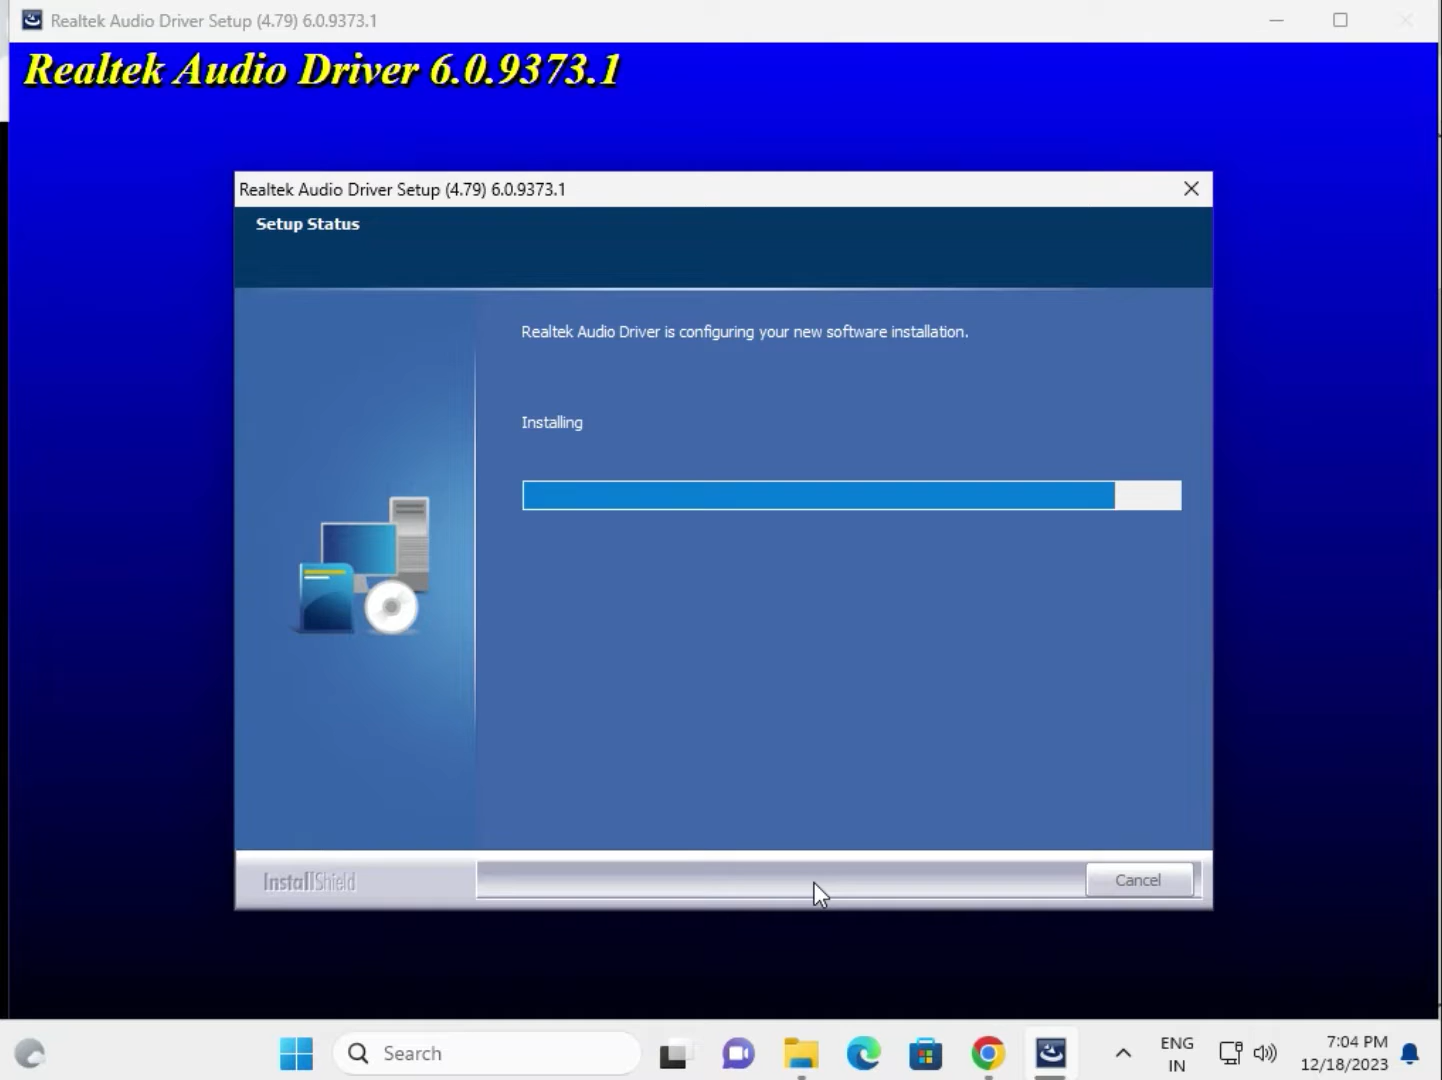 Realtek Audio Driver Setup (4.79) 6.0.9373.1
Realtek Audio Driver 6.0.9373.1
Realtek Audio Driver Setup (4.79) 6.0.9373.1
Setup Status
Realtek Audio Driver is configuring your new software installation.
Installing
InstallShield
Cancel
Search
ENG
IN
7:04 PM
12/18/2023